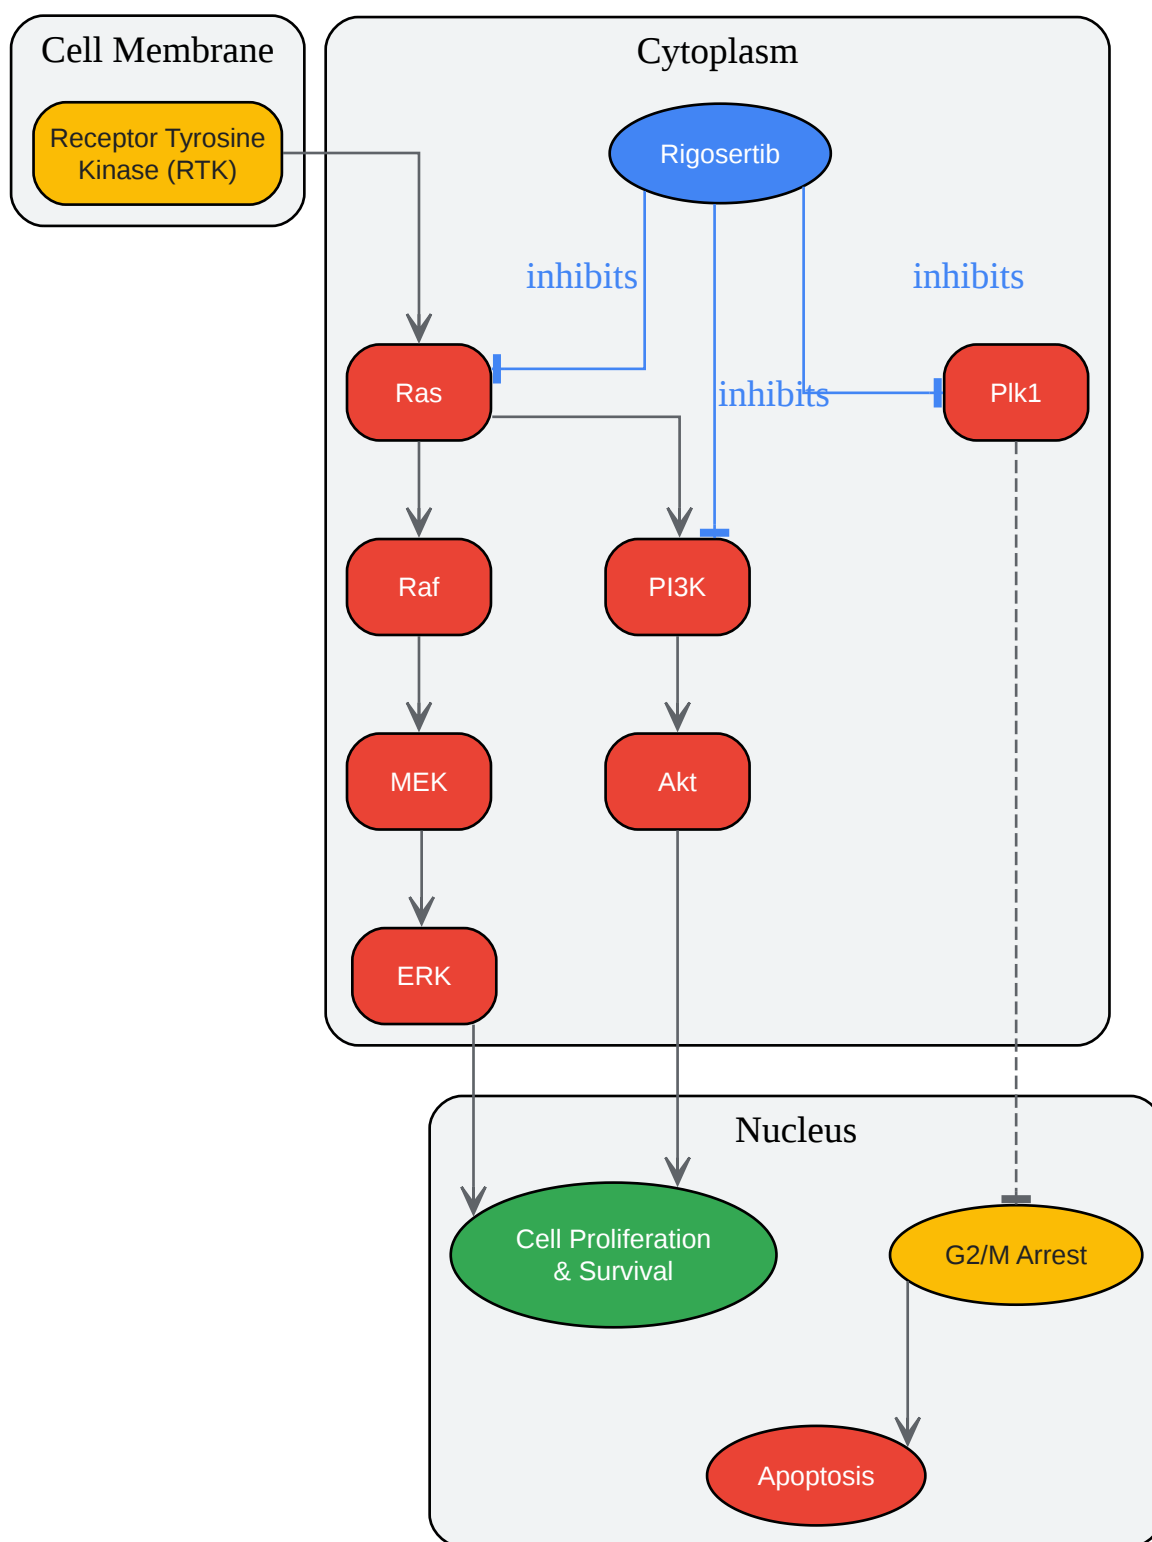 Cell Membrane
Cytoplasm
Receptor Tyrosine
Kinase (RTK)
Rigosertib
inhibits
inhibits
inhibits
Ras
Plk1
Raf
PI3K
MEK
Akt
ERK
Nucleus
Cell Proliferation
& Survival
G2/M Arrest
Apoptosis